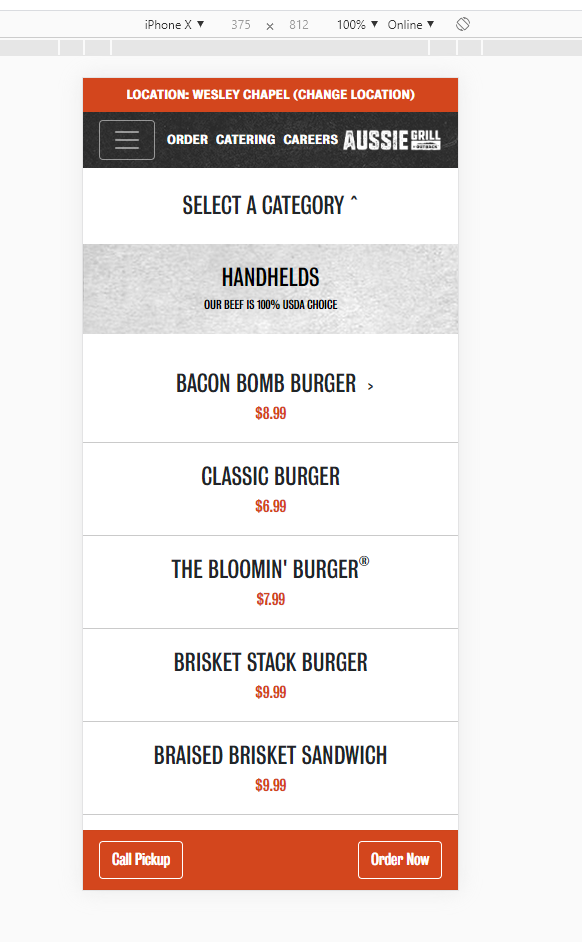 iPhone X ▼ 375 x 812 100% ▼ Online ▼
LOCATION: WESLEY CHAPEL (CHANGE LOCATION)
ORDER CATERING CAREERS AUSSIE GRILL
SELECT A CATEGORY ^
HANDHELDS
OUR BEEF IS 100% USDA CHOICE
BACON BOMB BURGER >
$8.99
CLASSIC BURGER
$6.99
THE BLOOMIN' BURGER®
$7.99
BRISKET STACK BURGER
$9.99
BRAISED BRISKET SANDWICH
$9.99
Call Pickup Order Now